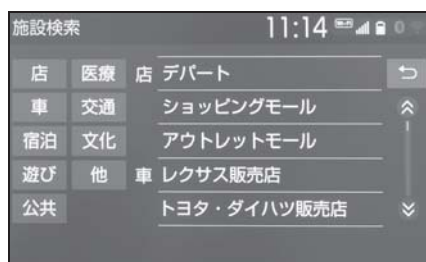 施設検索 11:14
店 医療 店 デパート
車 交通 ショッピングモール
宿泊 文化 アウトレットモール
遊び 他 車 レクサス販売店
公共 トヨタ・ダイハツ販売店